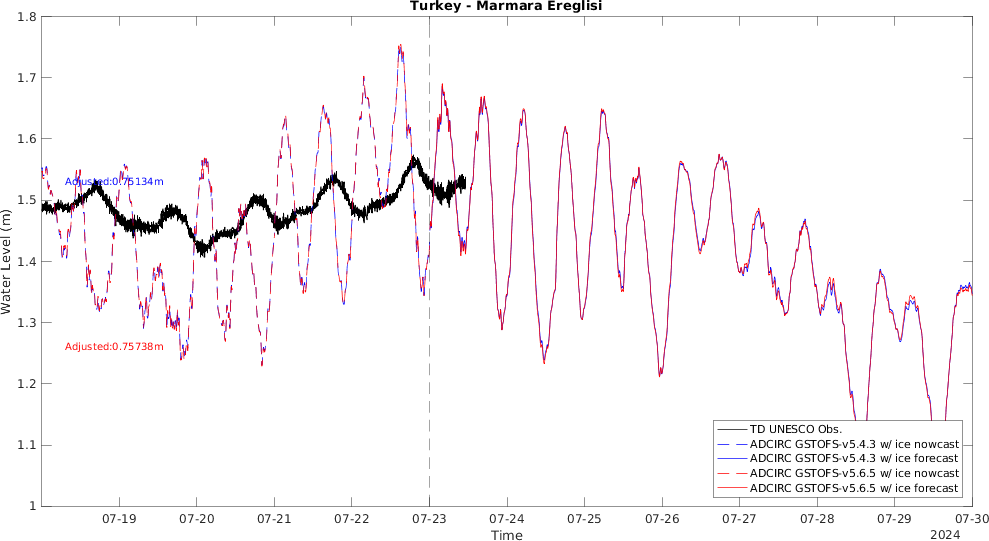 Turkey - Marmara Ereglisi
1.8
1.7
1.6
1.5
1.4
1.3
1.2
1.1
1
Water Level (m)
Adjusted:0.75134m
Adjusted:0.75738m
TD UNESCO Obs.
ADCIRC GSTOFS-v5.4.3 w/ ice nowcast
ADCIRC GSTOFS-v5.4.3 w/ ice forecast
ADCIRC GSTOFS-v5.6.5 w/ ice nowcast
ADCIRC GSTOFS-v5.6.5 w/ ice forecast
07-19 07-20 07-21 07-22 07-23 07-24 07-25 07-26 07-27 07-28 07-29 07-30
Time
2024